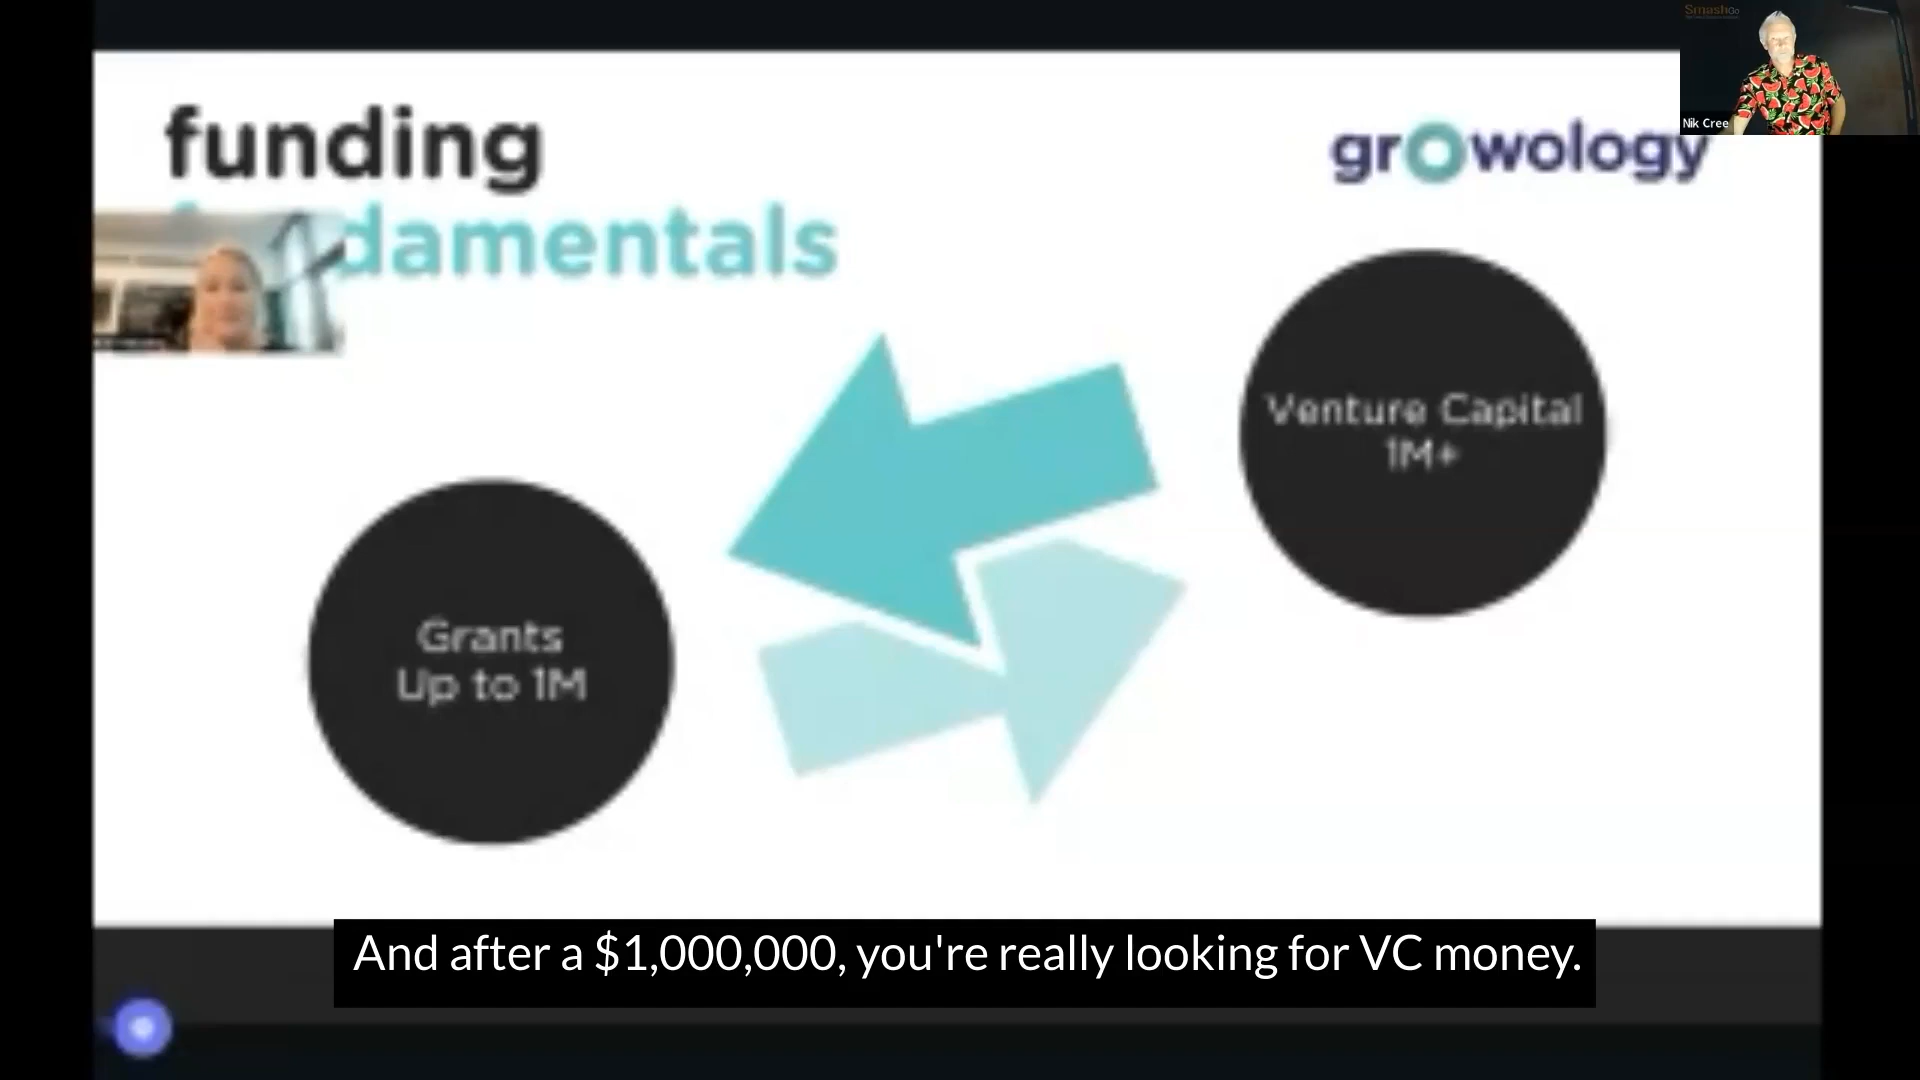 SmashGo
Nik Cree
funding
damentals
growology
Venture Capital
1M+
Grants
Up to 1M
And after a $1,000,000, you're really looking for VC money.